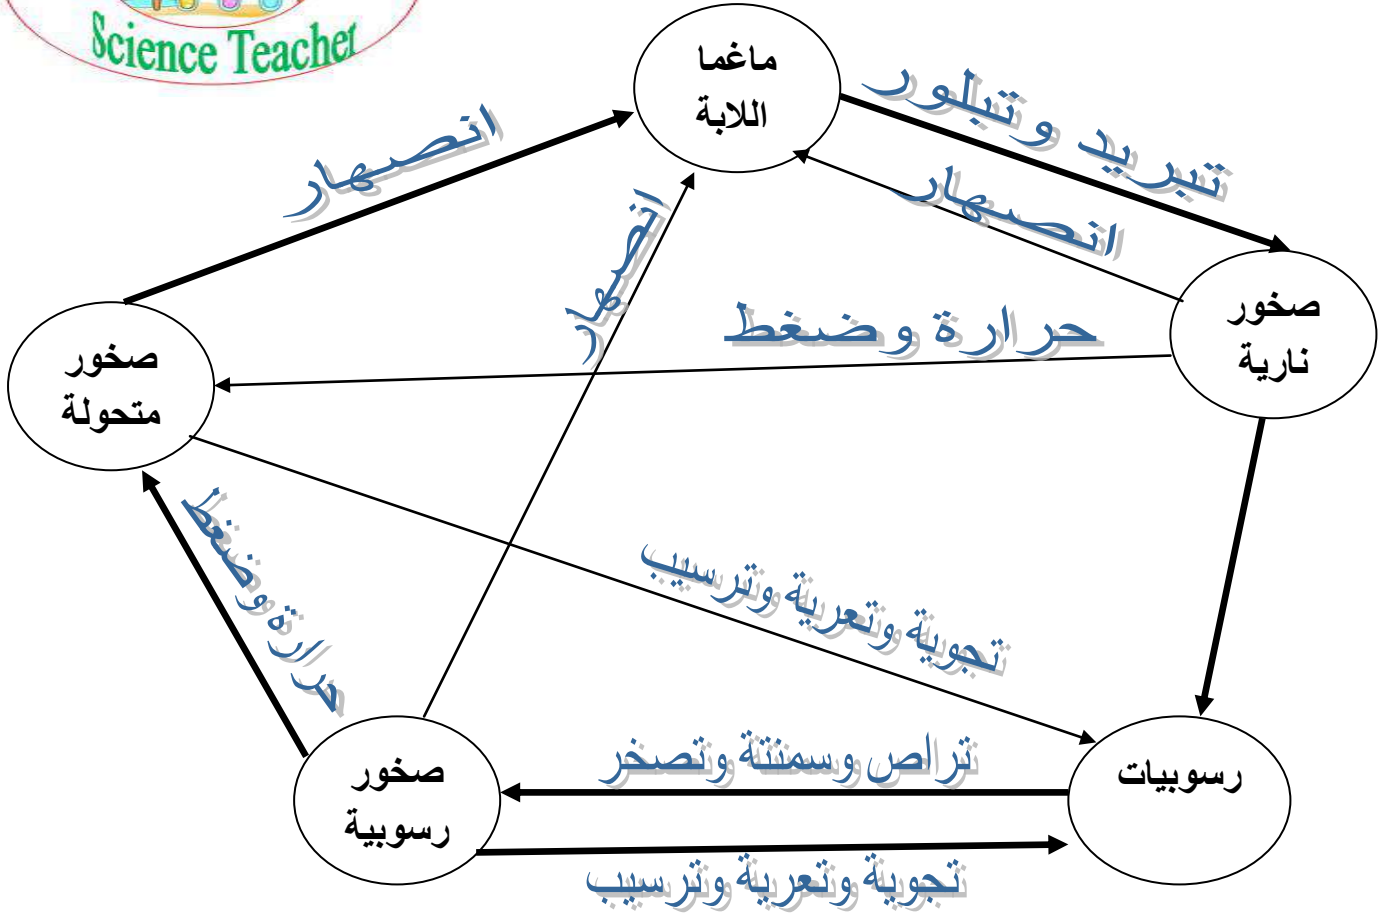 Science Teacher
ماغما
اللابة
تبريد وتبلور
انصهار
انصهار
انصهار
صخور
نارية
حرارة وضغط
صخور
متحولة
تجوية وتعرية وترسيب
حرارة وضغط
تراص وسمنتة وتصخر
رسوبيات
صخور
رسوبية
تجوية وتعرية وترسيب